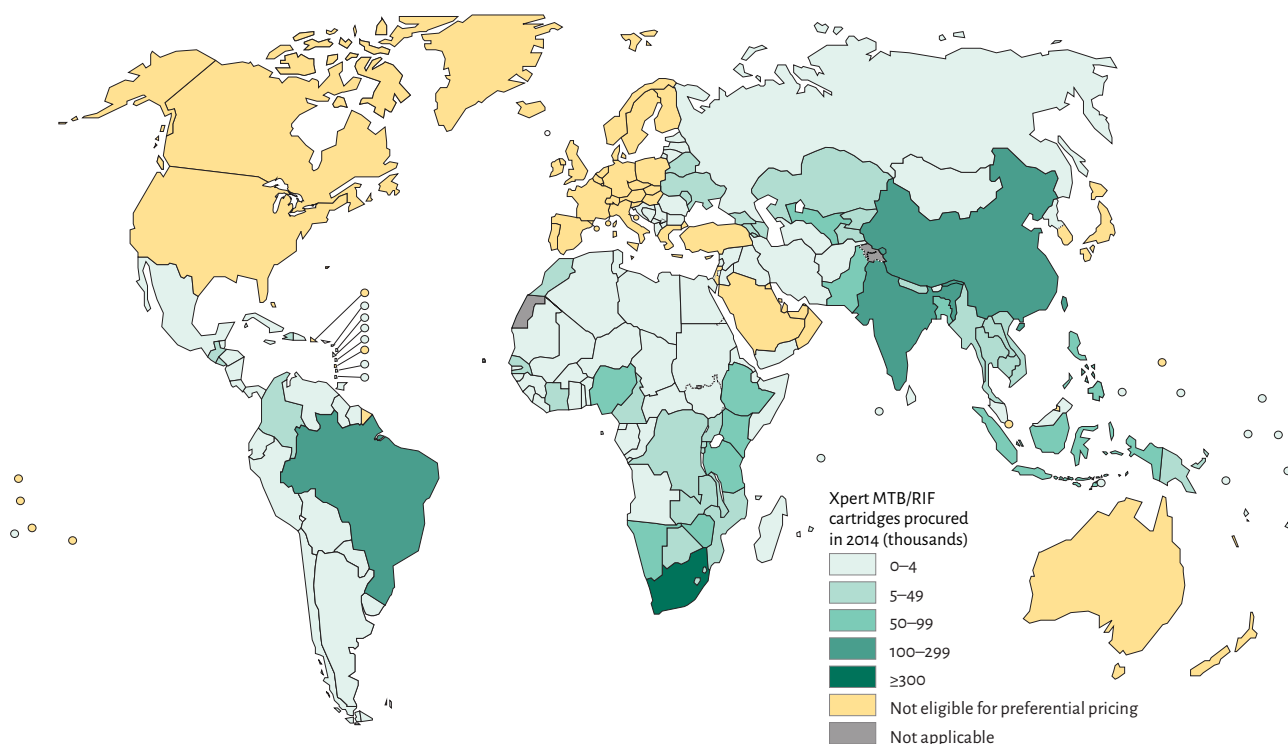 Xpert MTB/RIF
cartridges procured
in 2014 (thousands)
0–4
5–49
50–99
100–299
≥300
Not eligible for preferential pricing
Not applicable